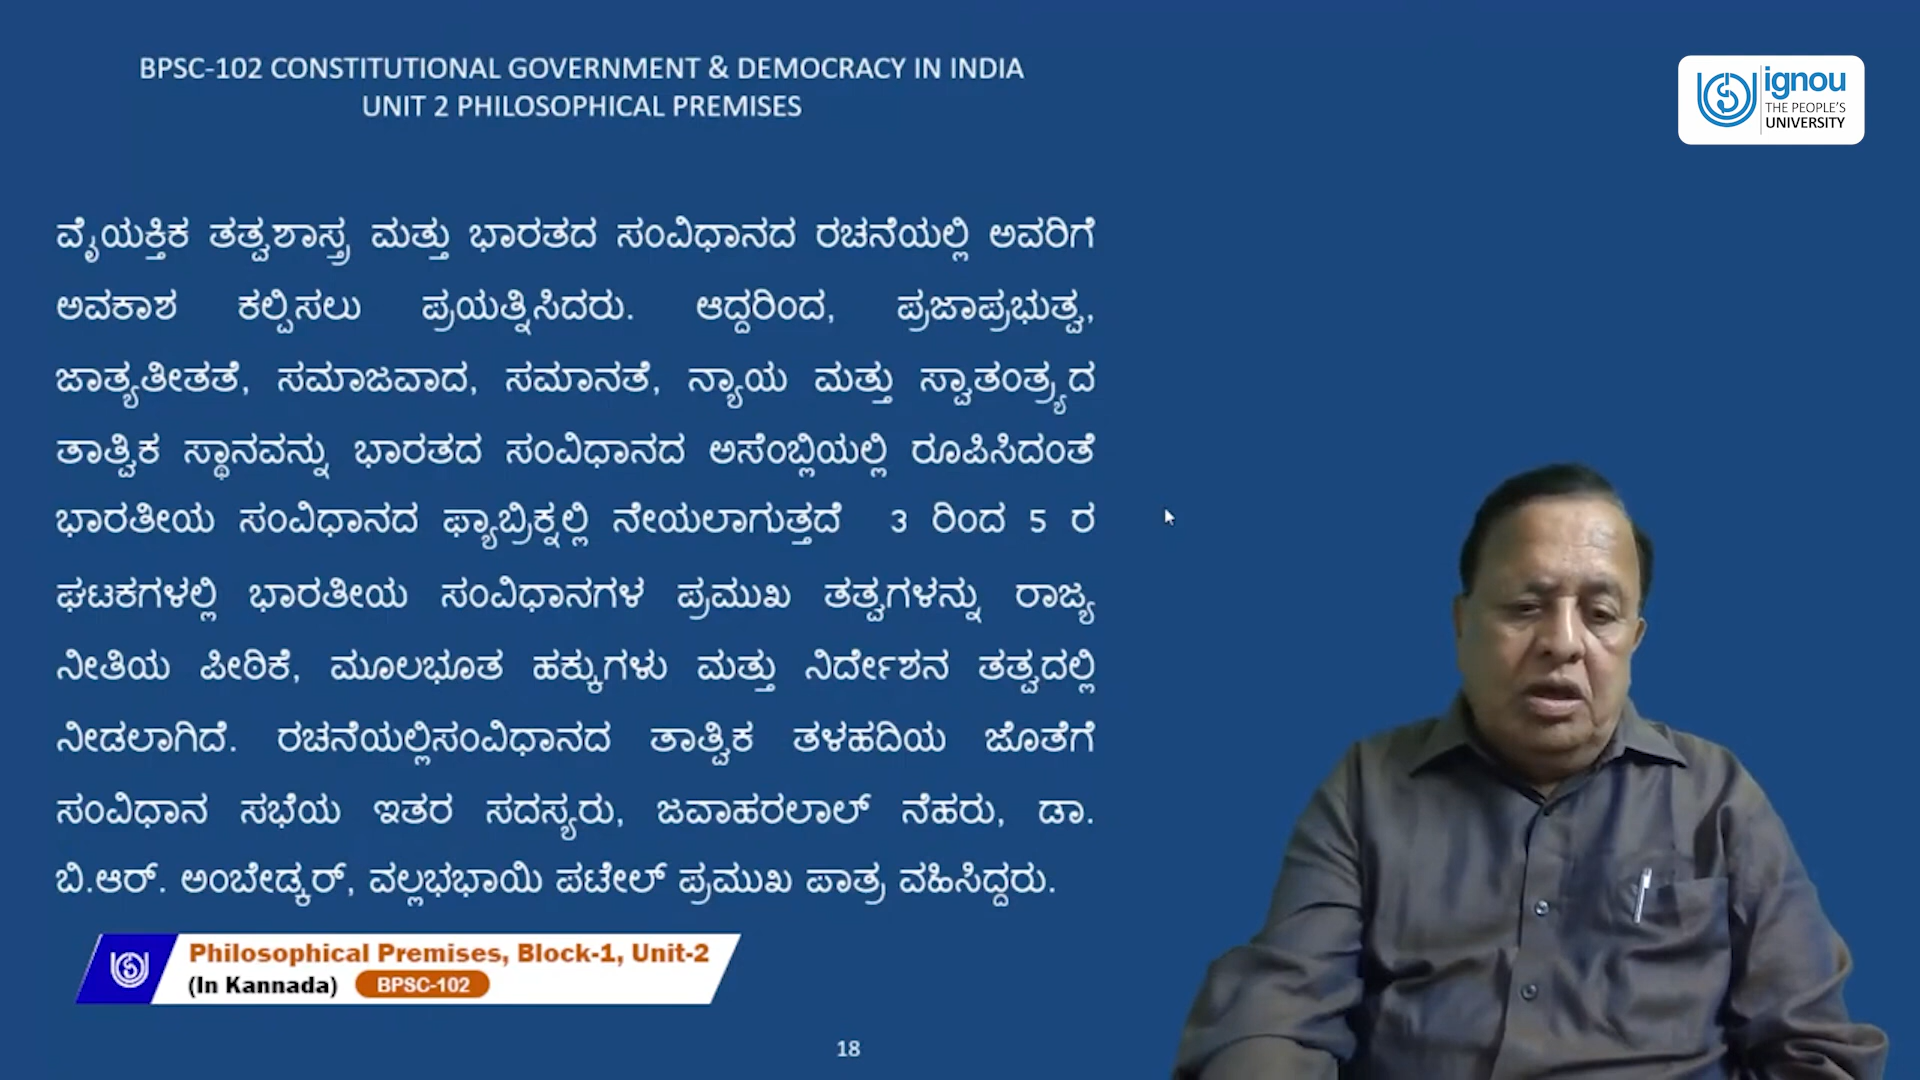 BPSC-102 CONSTITUTIONAL GOVERNMENT & DEMOCRACY IN INDIA
UNIT 2 PHILOSOPHICAL PREMISES
ignou
THE PEOPLE'S
UNIVERSITY
ವೈಯಕ್ತಿಕ ತತ್ವಶಾಸ್ತ್ರ ಮತ್ತು ಭಾರತದ ಸಂವಿಧಾನದ ರಚನೆಯಲ್ಲಿ ಅವರಿಗೆ
ಅವಕಾಶ ಕಲ್ಪಿಸಲು ಪ್ರಯತ್ನಿಸಿದರು. ಆದ್ದರಿಂದ, ಪ್ರಜಾಪ್ರಭುತ್ವ,
ಜಾತ್ಯತೀತತೆ, ಸಮಾಜವಾದ, ಸಮಾನತೆ, ನ್ಯಾಯ ಮತ್ತು ಸ್ವಾತಂತ್ರ್ಯದ
ತಾತ್ವಿಕ ಸ್ಥಾನವನ್ನು ಭಾರತದ ಸಂವಿಧಾನದ ಅಸೆಂಬ್ಲಿಯಲ್ಲಿ ರೂಪಿಸಿದಂತೆ
ಭಾರತೀಯ ಸಂವಿಧಾನದ ಫ್ಯಾಬ್ರಿಕ್ನಲ್ಲಿ ನೇಯಲಾಗುತ್ತದೆ 3 ರಿಂದ 5 ರ
ಘಟಕಗಳಲ್ಲಿ ಭಾರತೀಯ ಸಂವಿಧಾನಗಳ ಪ್ರಮುಖ ತತ್ವಗಳನ್ನು ರಾಜ್ಯ
ನೀತಿಯ ಪೀಠಿಕೆ, ಮೂಲಭೂತ ಹಕ್ಕುಗಳು ಮತ್ತು ನಿರ್ದೇಶನ ತತ್ವದಲ್ಲಿ
ನೀಡಲಾಗಿದೆ. ರಚನೆಯಲ್ಲಿಸಂವಿಧಾನದ ತಾತ್ವಿಕ ತಳಹದಿಯ ಜೊತೆಗೆ
ಸಂವಿಧಾನ ಸಭೆಯ ಇತರ ಸದಸ್ಯರು, ಜವಾಹರಲಾಲ್ ನೆಹರು, ಡಾ.
ಬಿ.ಆರ್. ಅಂಬೇಡ್ಕರ್, ವಲ್ಲಭಭಾಯಿ ಪಟೇಲ್ ಪ್ರಮುಖ ಪಾತ್ರ ವಹಿಸಿದ್ದರು.
Philosophical Premises, Block-1, Unit-2
(In Kannada) BPSC-102
18